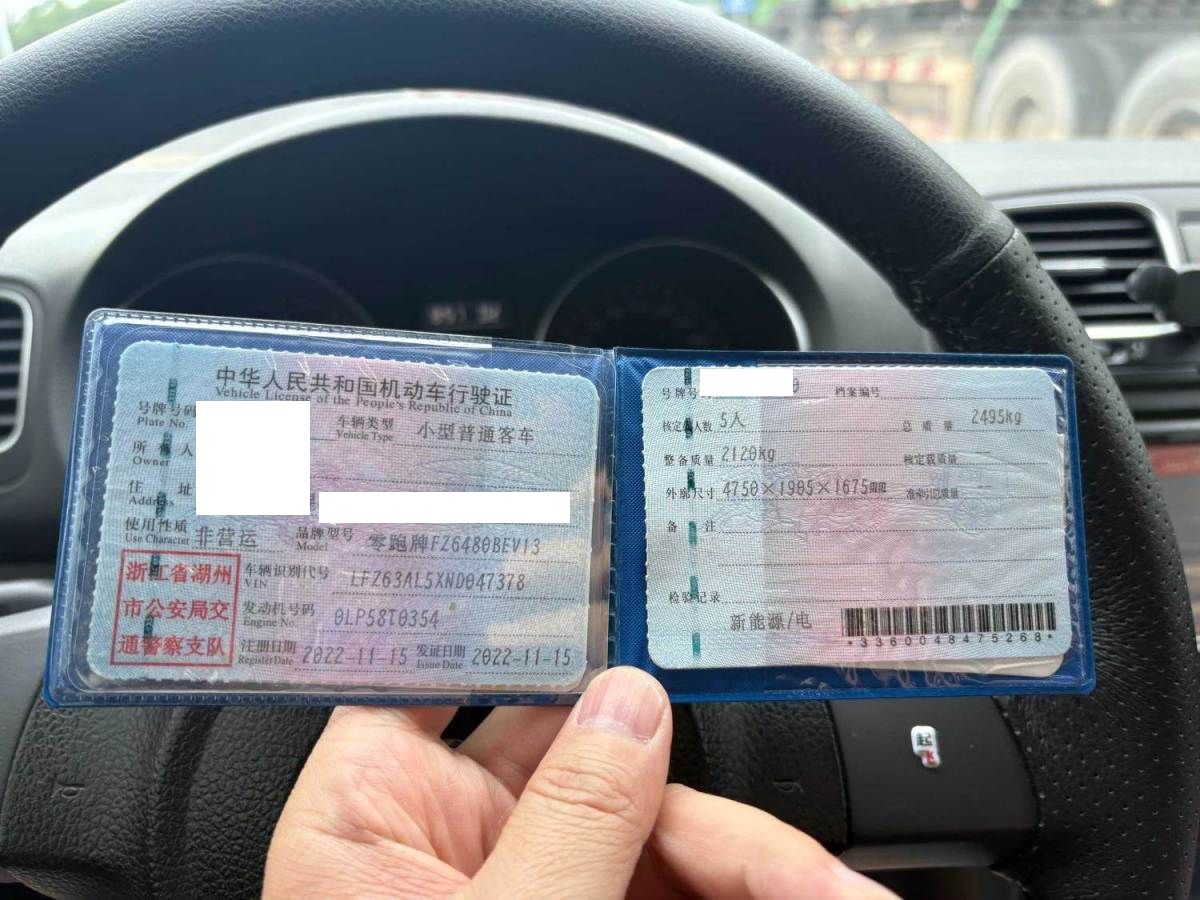 中华人民共和国机动车行驶证
Vehicle License of the People's Republic of China
号牌号码
Plate No.
车辆类型 小型普通客车
Vehicle Type
所 有 人
Owner
住 址
Address
使用性质 非营运
Use Character
品牌型号 零跑牌FZ6480BEV13
Model
浙江省湖州
市公安局交
通警察支队
车辆识别代号 LFZ63AL5XND047378
VIN
发动机号码 0LP58T0354
Engine No.
注册日期 2022-11-15 发证日期 2022-11-15
Register Date Issue Date
号牌号 档案编号
核定载人数 5人 总 质 量 2495kg
整备质量 2120kg 核定载质量 --
外廓尺寸 4750×1905×1675mm 准牵引总质量 --
备 注
检验记录
新能源/电
*3360048475268*
起飞